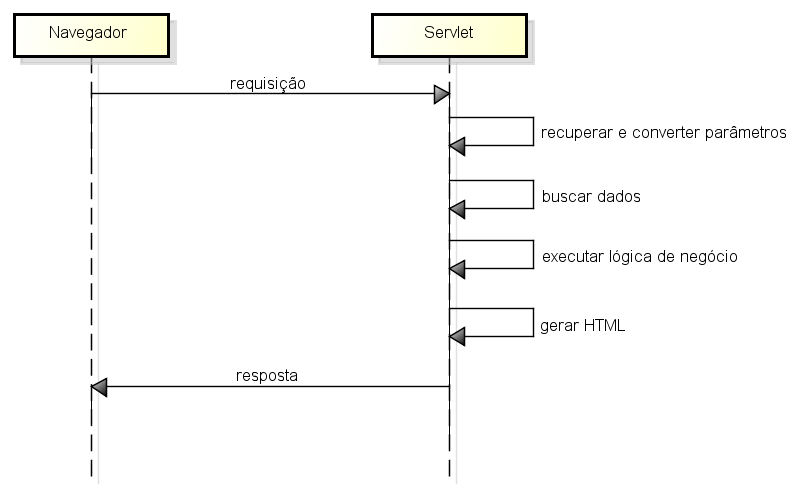 Navegador
Servlet
requisição
recuperar e converter parâmetros
buscar dados
executar lógica de negócio
gerar HTML
resposta